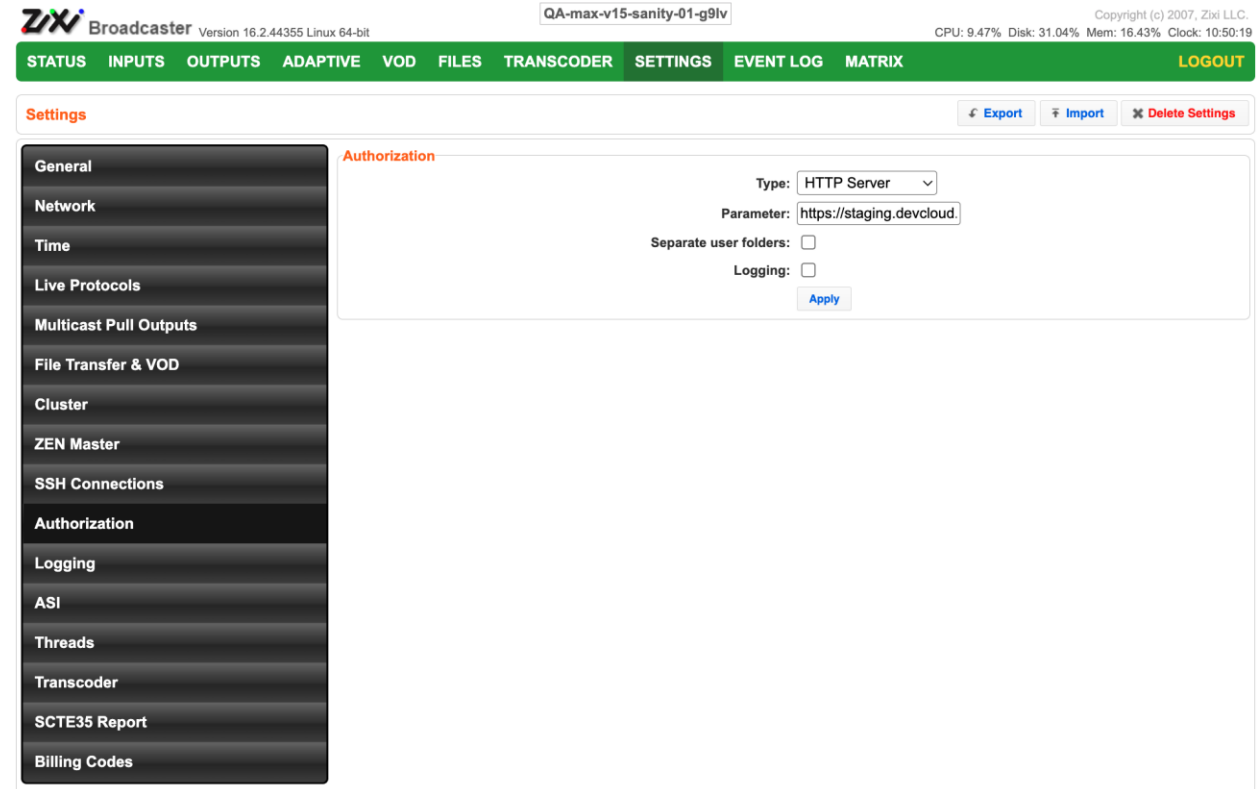 Zixi Broadcaster Version 16.2.44355 Linux 64-bit
QA-max-v15-sanity-01-g9lv
Copyright (c) 2007, Zixi LLC.
CPU: 9.47% Disk: 31.04% Mem: 16.43% Clock: 10:50:19
STATUS INPUTS OUTPUTS ADAPTIVE VOD FILES TRANSCODER SETTINGS EVENT LOG MATRIX LOGOUT
Settings Export Import Delete Settings
General
Network
Time
Live Protocols
Multicast Pull Outputs
File Transfer & VOD
Cluster
ZEN Master
SSH Connections
Authorization
Logging
ASI
Threads
Transcoder
SCTE35 Report
Billing Codes
Authorization
Type: HTTP Server
Parameter: https://staging.devcloud.
Separate user folders:
Logging:
Apply